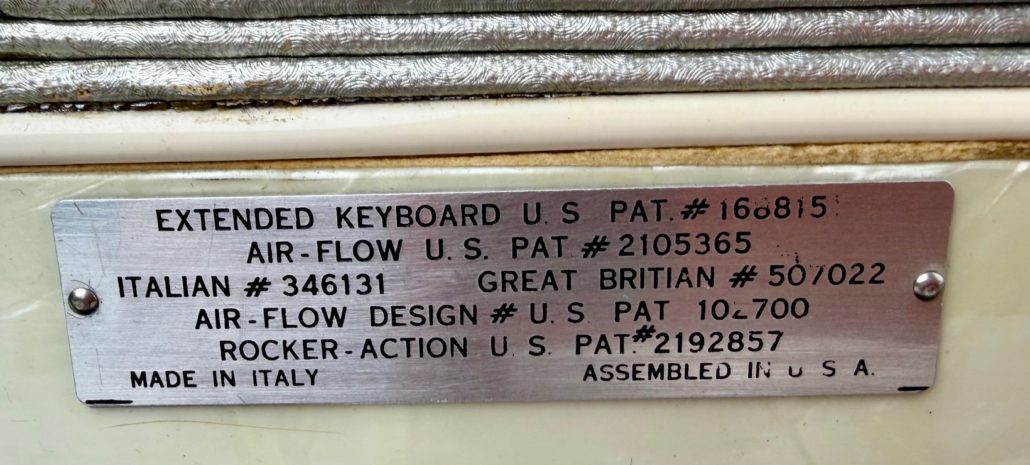 EXTENDED KEYBOARD U. S PAT. # 168815
AIR-FLOW U. S. PAT # 2105365
ITALIAN # 346131 GREAT BRITIAN # 507022
AIR-FLOW DESIGN # U. S PAT 102700
ROCKER-ACTION U. S. PAT.# 2192857
MADE IN ITALY ASSEMBLED IN U S A.